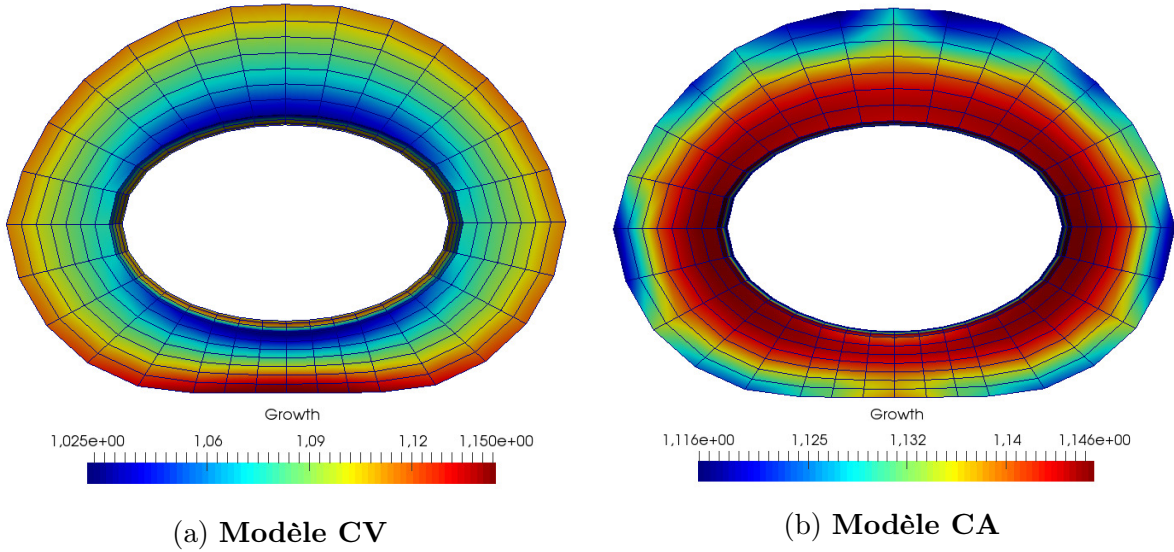 Growth
1,025e+00 1,06 1,09 1,12 1,150e+00
(a) Modèle CV
Growth
1,116e+00 1,125 1,132 1,14 1,146e+00
(b) Modèle CA